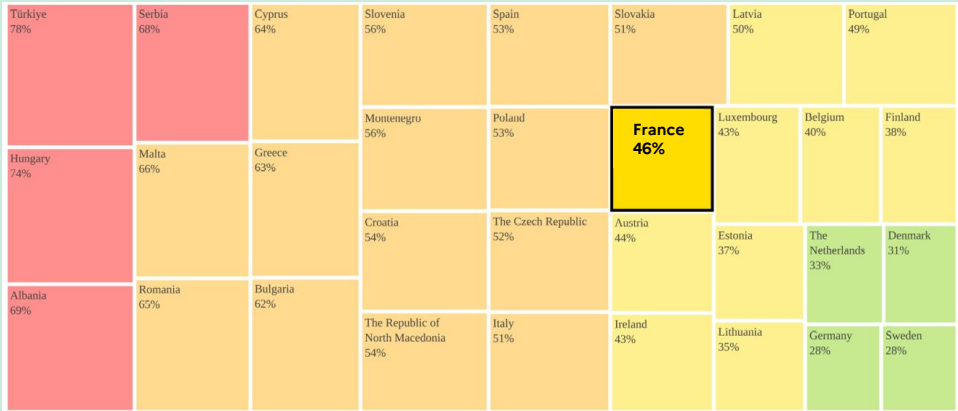 Türkiye
78%
Hungary
74%
Albania
69%
Serbia
68%
Malta
66%
Romania
65%
Cyprus
64%
Greece
63%
Bulgaria
62%
Slovenia
56%
Montenegro
56%
Croatia
54%
The Republic of
North Macedonia
54%
Spain
53%
Poland
53%
The Czech Republic
52%
Italy
51%
Slovakia
51%
Latvia
50%
Portugal
49%
France
46%
Austria
44%
Ireland
43%
Luxembourg
43%
Belgium
40%
Finland
38%
Estonia
37%
Lithuania
35%
The
Netherlands
33%
Denmark
31%
Germany
28%
Sweden
28%